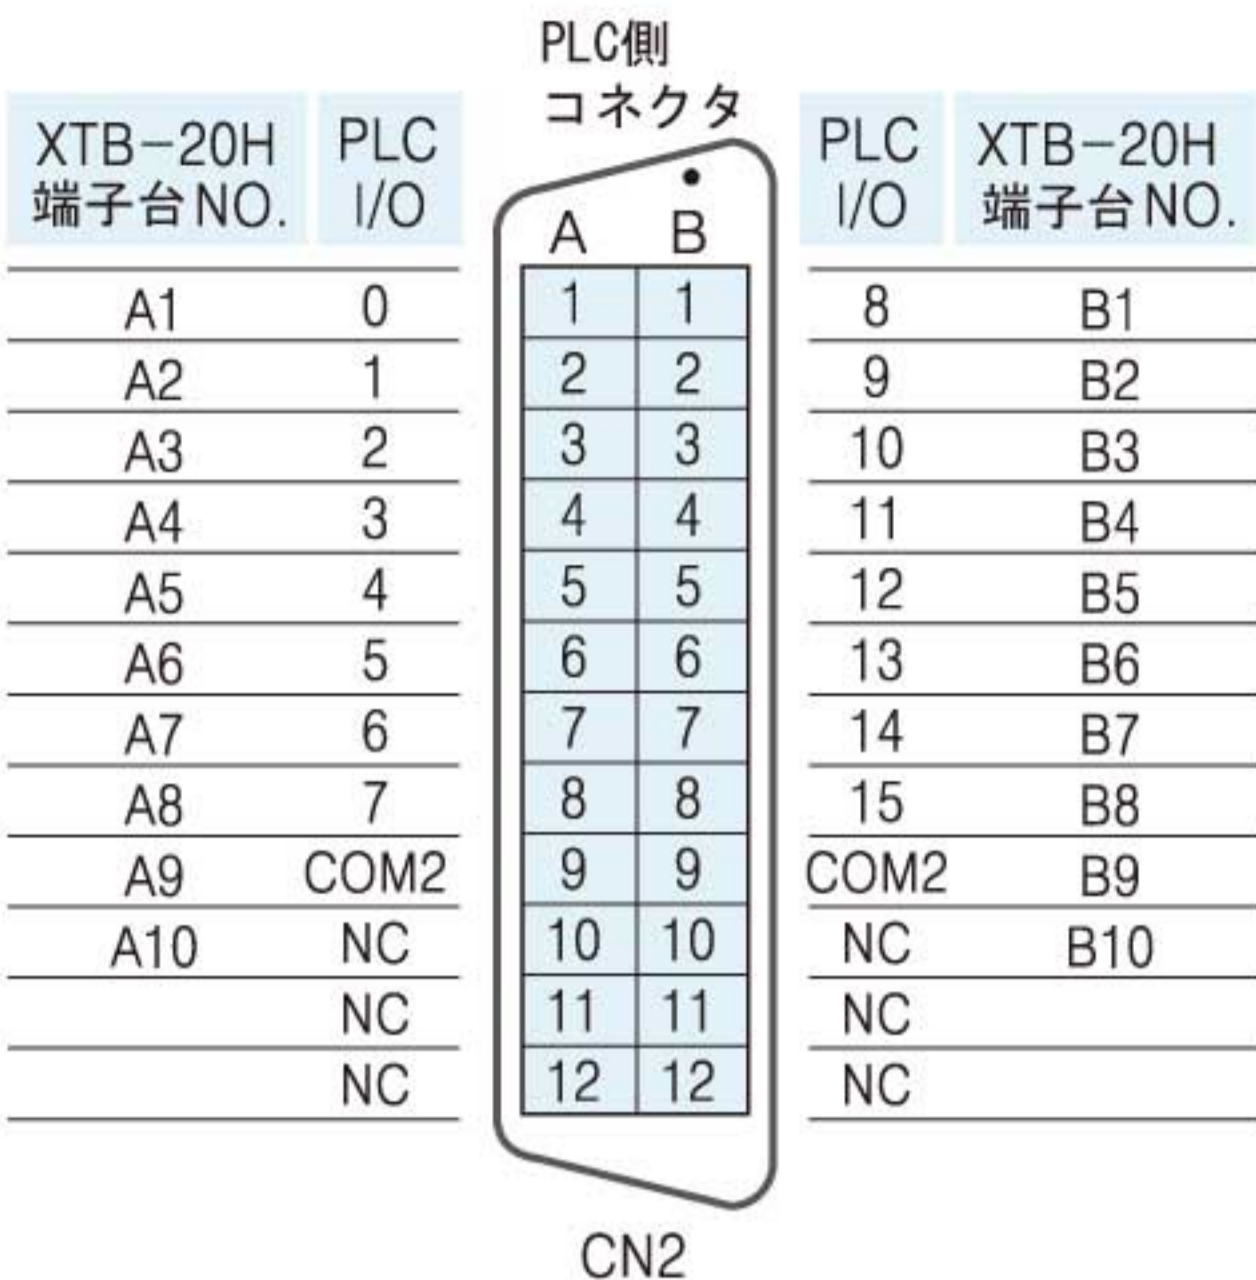 PLC側
コネクタ
XTB-20H 端子台NO. PLC I/O A B PLC I/O XTB-20H 端子台NO.
A1 0 1 1 8 B1
A2 1 2 2 9 B2
A3 2 3 3 10 B3
A4 3 4 4 11 B4
A5 4 5 5 12 B5
A6 5 6 6 13 B6
A7 6 7 7 14 B7
A8 7 8 8 15 B8
A9 COM2 9 9 COM2 B9
A10 NC 10 10 NC B10
NC 11 11 NC
NC 12 12 NC
CN2